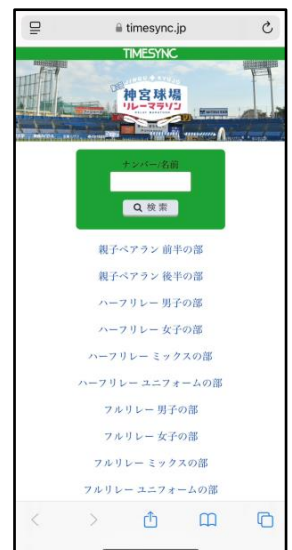 timesync.jp
TIMESYNC
JINGU KYUJO
神宮球場
リレーマラソン
RELAY MARATHON
ナンバー/名前
検索
親子ペアラン 前半の部
親子ペアラン 後半の部
ハーフリレー 男子の部
ハーフリレー 女子の部
ハーフリレー ミックスの部
ハーフリレー ユニフォームの部
フルリレー 男子の部
フルリレー 女子の部
フルリレー ミックスの部
フルリレー ユニフォームの部